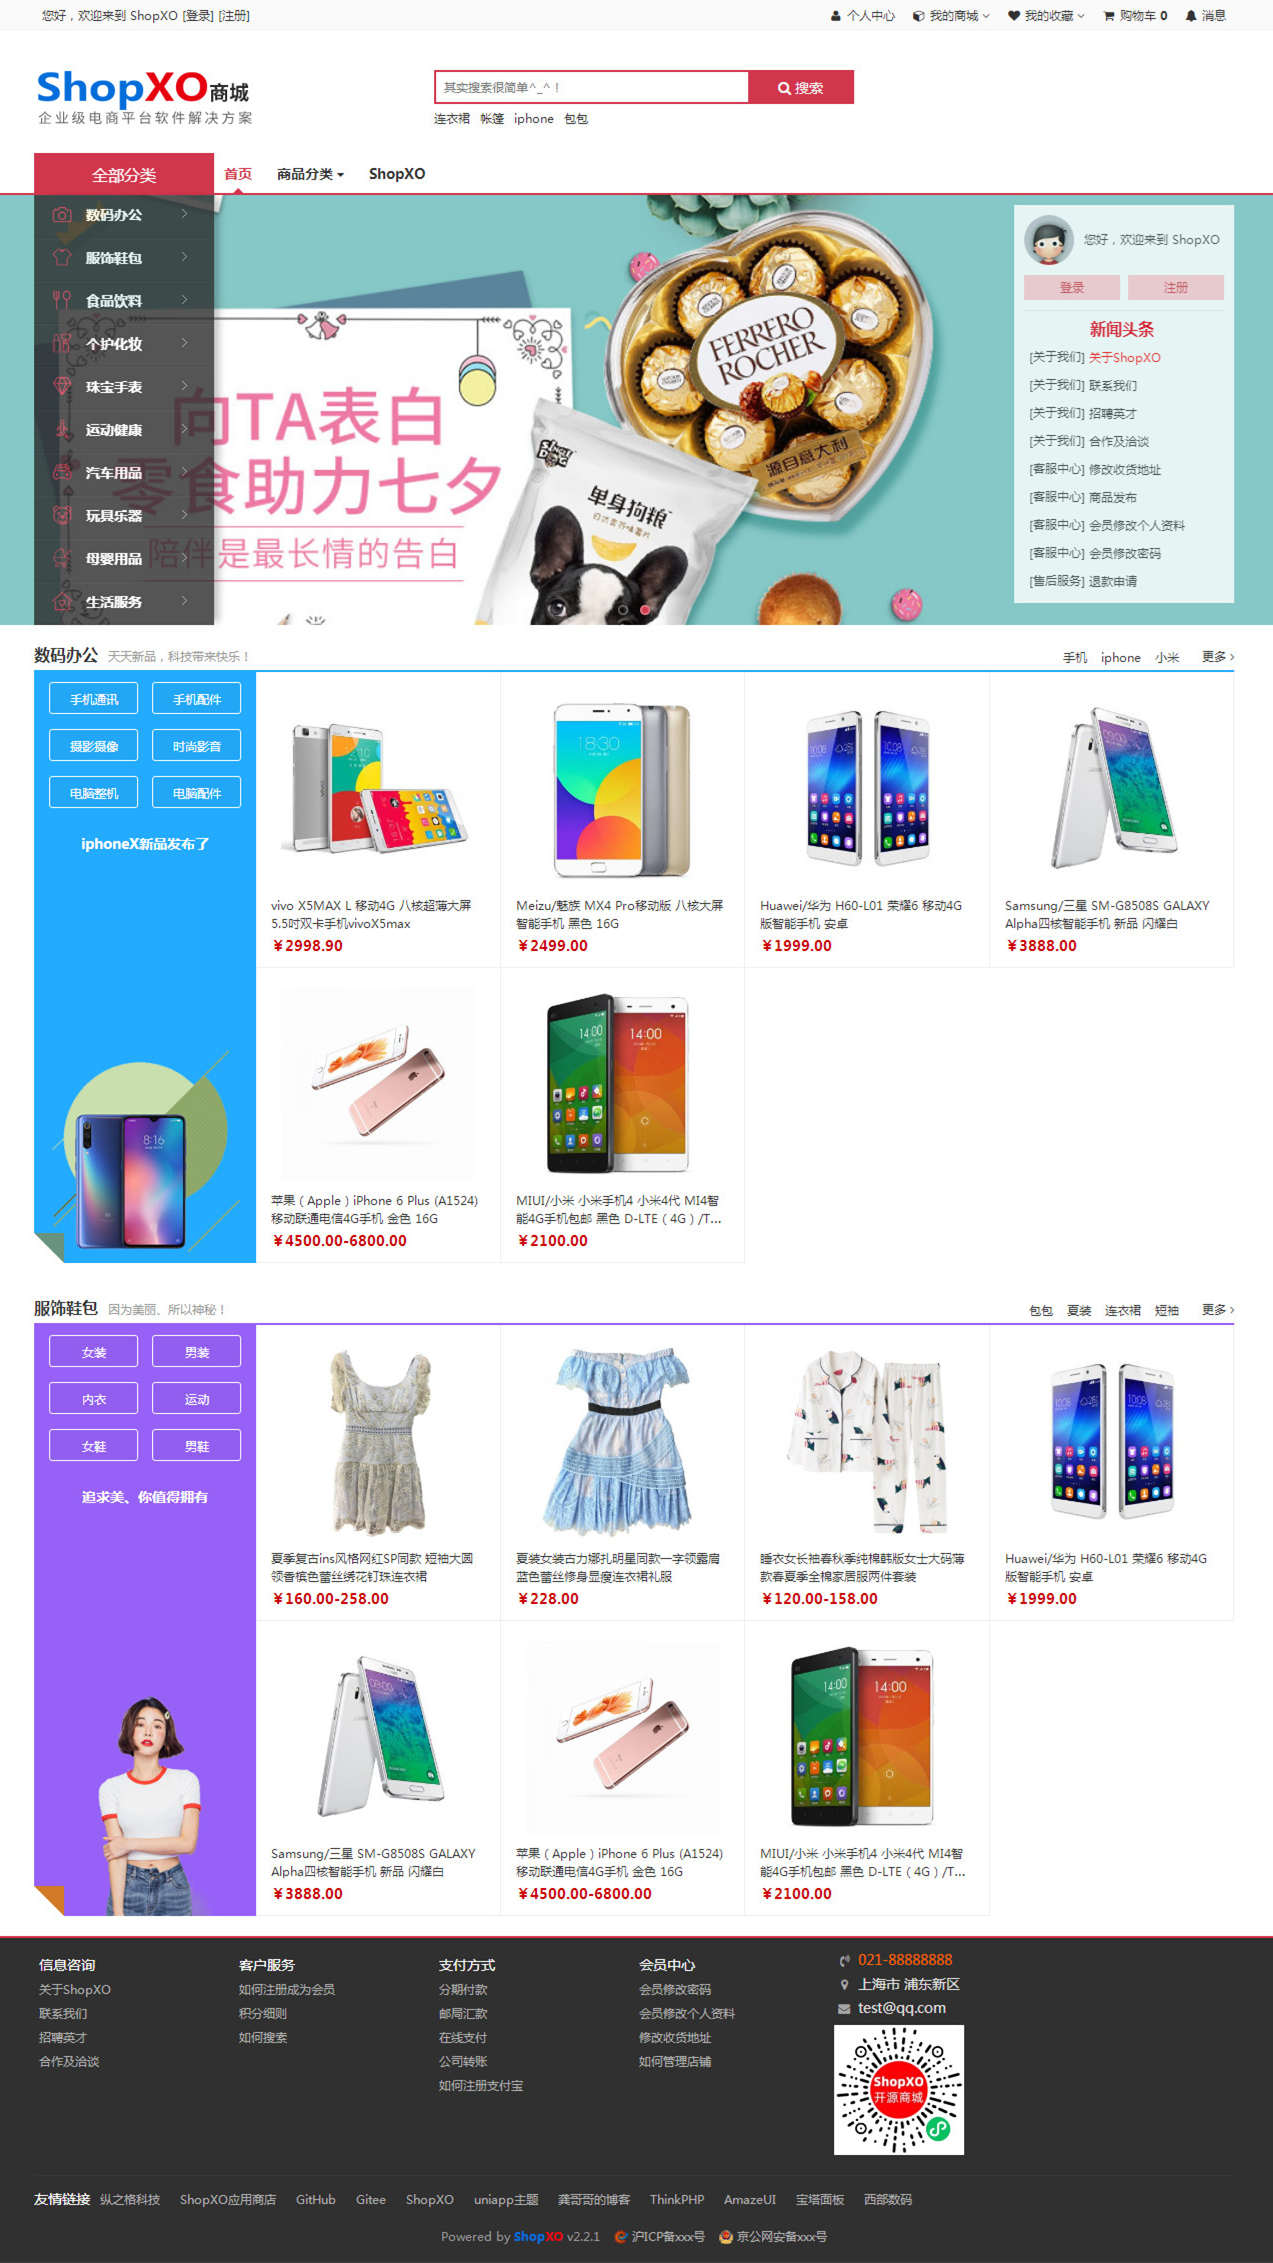 您好，欢迎来到 ShopXO [登录] [注册]
个人中心 我的商城 我的收藏 购物车 0 消息
ShopXO商城
企业级电商平台软件解决方案
其实搜索很简单^_^！
搜索
连衣裙 帐篷 iphone 包包
全部分类 首页 商品分类 ShopXO
数码办公
服饰鞋包
食品饮料
个护化妆
珠宝手表
运动健康
汽车用品
玩具乐器
母婴用品
生活服务
向TA表白
零食助力七夕
陪伴是最长情的告白
FERRERO
ROCHER
源自意大利
单身狗粮
您好，欢迎来到 ShopXO
登录 注册
新闻头条
[关于我们] 关于ShopXO
[关于我们] 联系我们
[关于我们] 招聘英才
[关于我们] 合作及洽谈
[客服中心] 修改收货地址
[客服中心] 商品发布
[客服中心] 会员修改个人资料
[客服中心] 会员修改密码
[售后服务] 退款申请
数码办公 天天新品，科技带来快乐！
手机 iphone 小米 更多
手机通讯 手机配件
摄影摄像 时尚影音
电脑整机 电脑配件
iphoneX新品发布了
8:16
18:30
vivo X5MAX L 移动4G 八核超薄大屏
5.5吋双卡手机vivoX5max
￥2998.90
Meizu/魅族 MX4 Pro移动版 八核大屏
智能手机 黑色 16G
￥2499.00
Huawei/华为 H60-L01 荣耀6 移动4G
版智能手机 安卓
￥1999.00
Samsung/三星 SM-G8508S GALAXY
Alpha四核智能手机 新品 闪耀白
￥3888.00
14:00 14:00
苹果（Apple）iPhone 6 Plus (A1524)
移动联通电信4G手机 金色 16G
￥4500.00-6800.00
MIUI/小米 小米手机4 小米4代 MI4智
能4G手机包邮 黑色 D-LTE（4G）/T...
￥2100.00
服饰鞋包 因为美丽、所以神秘！
包包 夏装 连衣裙 短袖 更多
女装 男装
内衣 运动
女鞋 男鞋
追求美、你值得拥有
夏季复古ins风格网红SP同款 短袖大圆
领香槟色蕾丝绣花钉珠连衣裙
￥160.00-258.00
夏装女装古力娜扎明星同款一字领露肩
蓝色蕾丝修身显瘦连衣裙礼服
￥228.00
睡衣女长袖春秋季纯棉韩版女士大码薄
款春夏季全棉家居服两件套装
￥120.00-158.00
Huawei/华为 H60-L01 荣耀6 移动4G
版智能手机 安卓
￥1999.00
14:00 14:00
Samsung/三星 SM-G8508S GALAXY
Alpha四核智能手机 新品 闪耀白
￥3888.00
苹果（Apple）iPhone 6 Plus (A1524)
移动联通电信4G手机 金色 16G
￥4500.00-6800.00
MIUI/小米 小米手机4 小米4代 MI4智
能4G手机包邮 黑色 D-LTE（4G）/T...
￥2100.00
信息咨询
关于ShopXO
联系我们
招聘英才
合作及洽谈
客户服务
如何注册成为会员
积分细则
如何搜索
支付方式
分期付款
邮局汇款
在线支付
公司转账
如何注册支付宝
会员中心
会员修改密码
会员修改个人资料
修改收货地址
如何管理店铺
021-88888888
上海市 浦东新区
test@qq.com
ShopXO
开源商城
友情链接 纵之格科技 ShopXO应用商店 GitHub Gitee ShopXO uniapp主题 龚哥哥的博客 ThinkPHP AmazeUI 宝塔面板 西部数码
Powered by ShopXO v2.2.1 沪ICP备xxx号 京公网安备xxx号